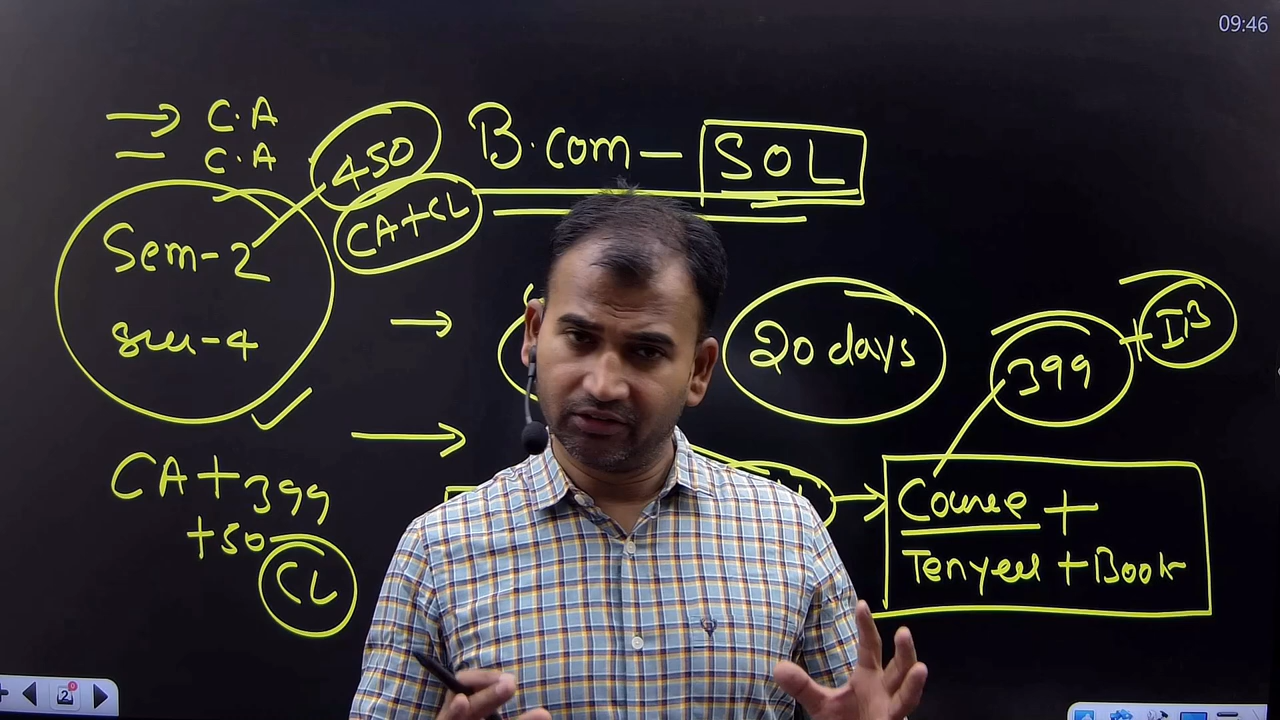 09:46
→ C.A
– C.A
450
B.com – SOL
CA+CL
Sem-2
Sem-4
→
20 days
399 + I.B
→
CA+399
+50
CL
→ Course +
Tenyear + Book
2